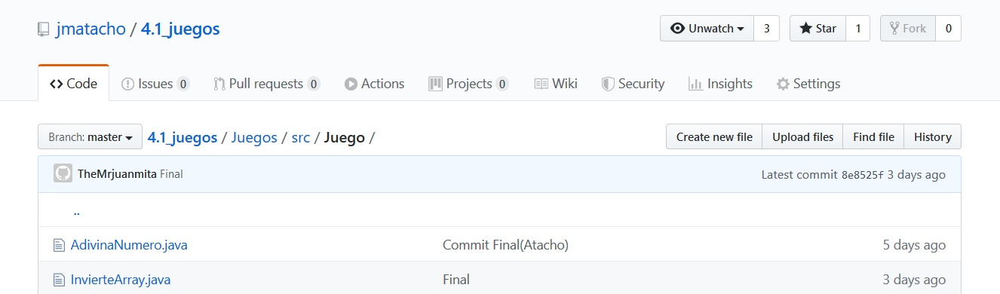 jmatacho / 4.1_juegos Unwatch 3 Star 1 Fork 0
Code Issues 0 Pull requests 0 Actions Projects 0 Wiki Security Insights Settings
Branch: master 4.1_juegos / Juegos / src / Juego / Create new file Upload files Find file History
TheMrjuanmita Final Latest commit 8e8525f 3 days ago
..
AdivinaNumero.java Commit Final(Atacho) 5 days ago
InvierteArray.java Final 3 days ago